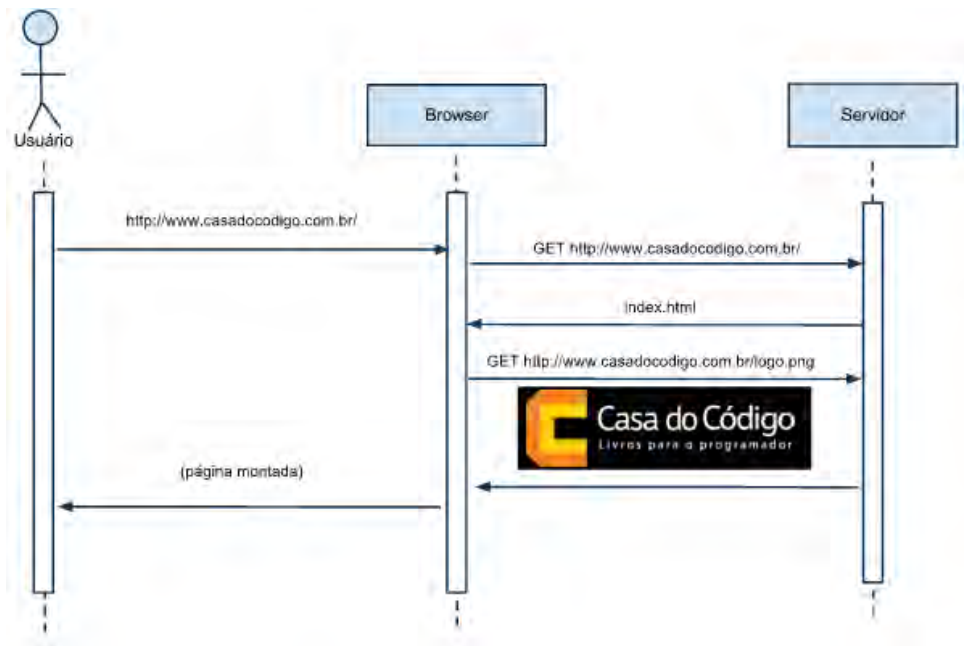 Usuário
Browser
Servidor
http://www.casadocodigo.com.br/
GET http://www.casadocodigo.com.br/
index.html
GET http://www.casadocodigo.com.br/logo.png
Casa do Código
Livros para o programador
(página montada)